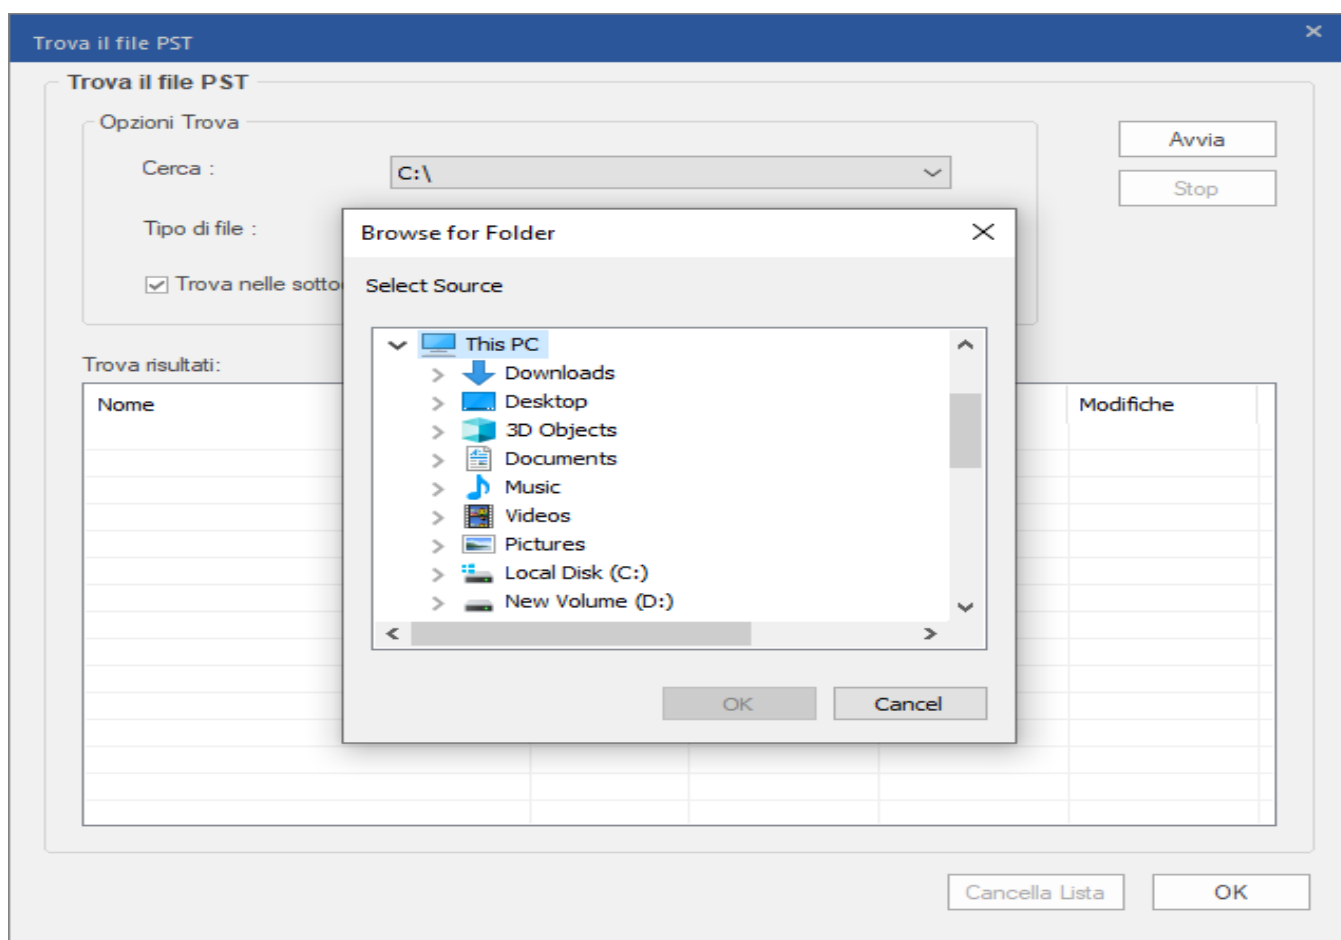 Trova il file PST
Trova il file PST
Opzioni Trova
Cerca :
C:\
Avvia
Stop
Tipo di file :
Trova nelle sotto
Browse for Folder
Select Source
This PC
Downloads
Desktop
3D Objects
Documents
Music
Videos
Pictures
Local Disk (C:)
New Volume (D:)
OK
Cancel
Trova risultati:
Nome
Modifiche
Cancella Lista
OK